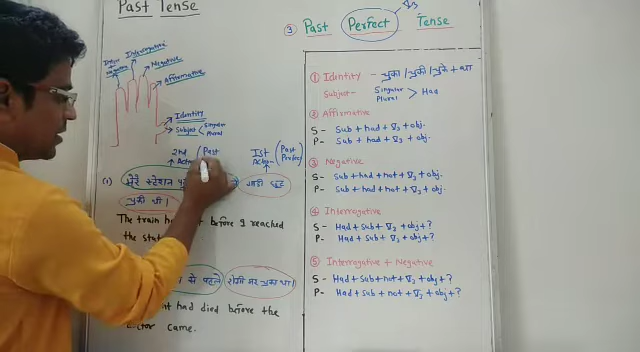 Past Tense
Interrogative
Negative
Affirmative
Identity
Subject < Singular
Plural
2nd Action (Past
Ist Action (Past Perfect)
(1) मेरे स्टेशन
गाड़ी छूट
चुकी थी।
The train
before I reached
the
से पहले रोगी मर चुका था।
had died before the
came.
③ Past Perfect Tense
V3
① Identity - चुका / चुकी / चुके + था
Subject- Singular
Plural > Had
② Affirmative
S- Sub + had + V3 + obj.
P- Sub + had + V3 + obj.
③ Negative
S- Sub + had + not + V3 + obj.
P- Sub + had + not + V3 + obj.
④ Interrogative
S- Had + sub + V3 + obj + ?
P- Had + sub + V3 + obj + ?
⑤ Interrogative + Negative
S- Had + sub + not + V3 + obj + ?
P- Had + sub + not + V3 + obj + ?